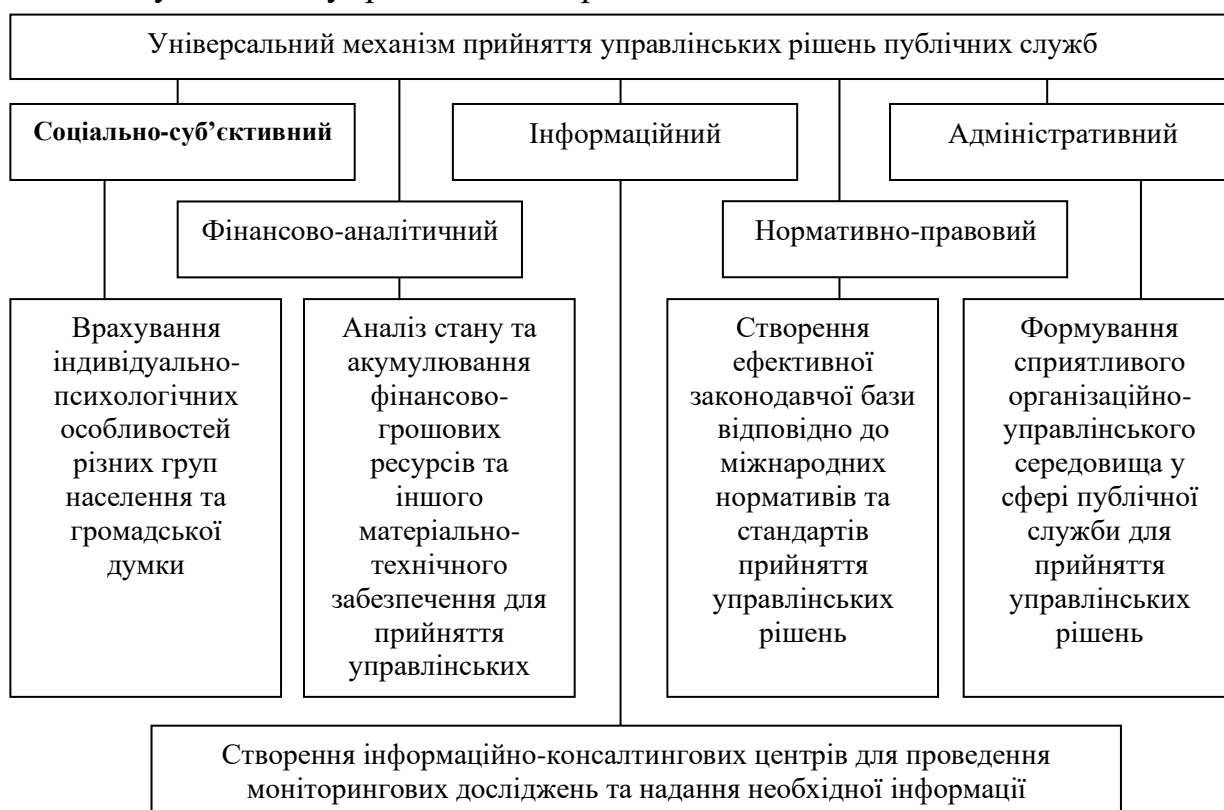 Універсальний механізм прийняття управлінських рішень публічних служб
Соціально-суб’єктивний
Інформаційний
Адміністративний
Фінансово-аналітичний
Нормативно-правовий
Врахування
індивідуально-
психологічних
особливостей
різних груп
населення та
громадської
думки
Аналіз стану та
акумулювання
фінансово-
грошових
ресурсів та
іншого
матеріально-
технічного
забезпечення для
прийняття
управлінських
Створення
ефективної
законодавчої бази
відповідно до
міжнародних
нормативів та
стандартів
прийняття
управлінських
рішень
Формування
сприятливого
організаційно-
управлінського
середовища у
сфері публічної
служби для
прийняття
управлінських
рішень
Створення інформаційно-консалтингових центрів для проведення
моніторингових досліджень та надання необхідної інформації